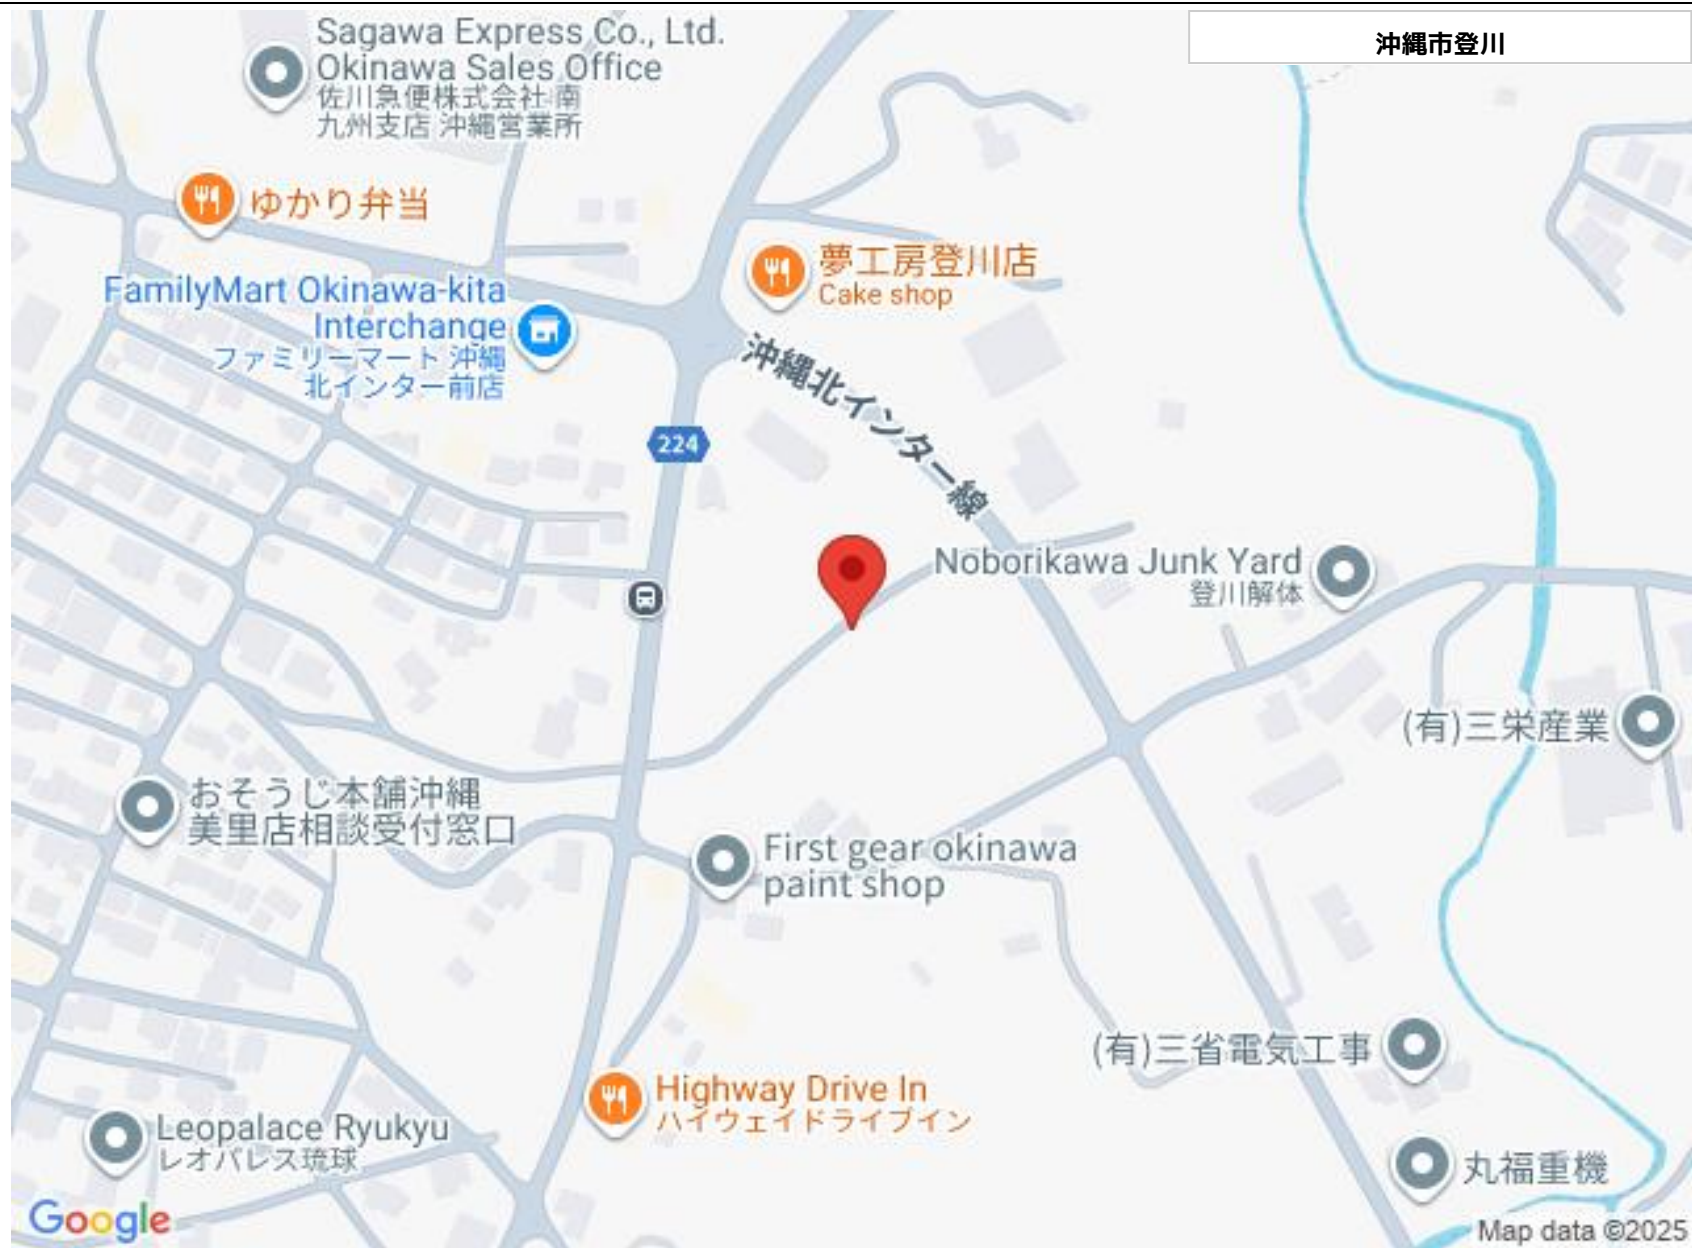 沖縄市登川
Sagawa Express Co., Ltd.
Okinawa Sales Office
佐川急便株式会社 南
九州支店 沖縄営業所
ゆかり弁当
夢工房登川店
Cake shop
FamilyMart Okinawa-kita
Interchange
ファミリーマート 沖縄
北インター前店
沖縄北インター線
224
Noborikawa Junk Yard
登川解体
(有)三栄産業
おそうじ本舗沖縄
美里店相談受付窓口
First gear okinawa
paint shop
(有)三省電気工事
Highway Drive In
ハイウェイドライブイン
Leopalace Ryukyu
レオパレス琉球
丸福重機
Google
Map data ©2025